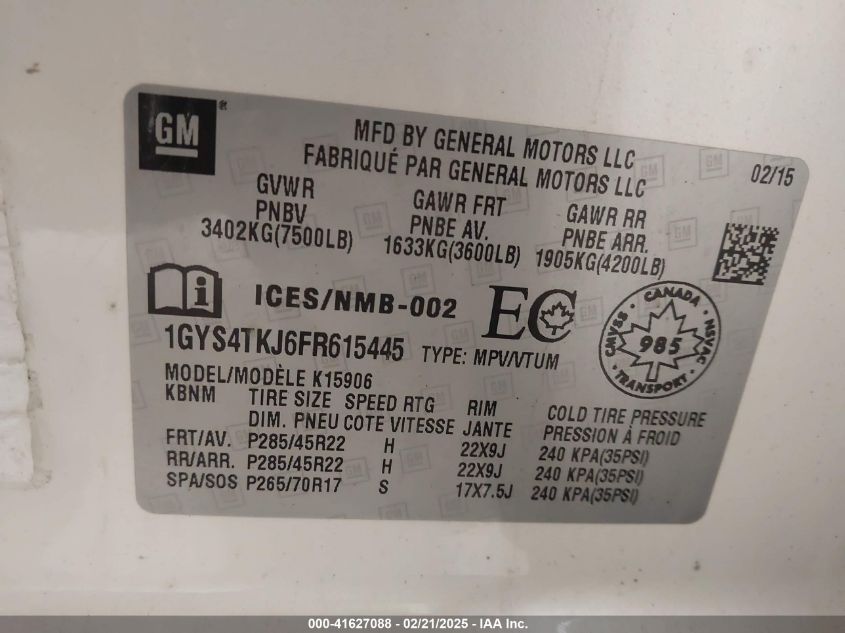 GM®
MFD BY GENERAL MOTORS LLC
FABRIQUÉ PAR GENERAL MOTORS LLC
02/15
GVWR GAWR FRT GAWR RR
PNBV PNBE AV. PNBE ARR.
3402KG(7500LB) 1633KG(3600LB) 1905KG(4200LB)
i ICES/NMB-002 EC
CANADA
CMVSS 985 NSVAC
TRANSPORT
1GYS4TKJ6FR615445 TYPE: MPV/VTUM
MODEL/MODÈLE K15906
KBNM TIRE SIZE SPEED RTG RIM COLD TIRE PRESSURE
DIM. PNEU COTE VITESSE JANTE PRESSION À FROID
FRT/AV. P285/45R22 H 22X9J 240 KPA(35PSI)
RR/ARR. P285/45R22 H 22X9J 240 KPA(35PSI)
SPA/SOS P265/70R17 S 17X7.5J 240 KPA(35PSI)
000-41627088 - 02/21/2025 - IAAI.COM INC.